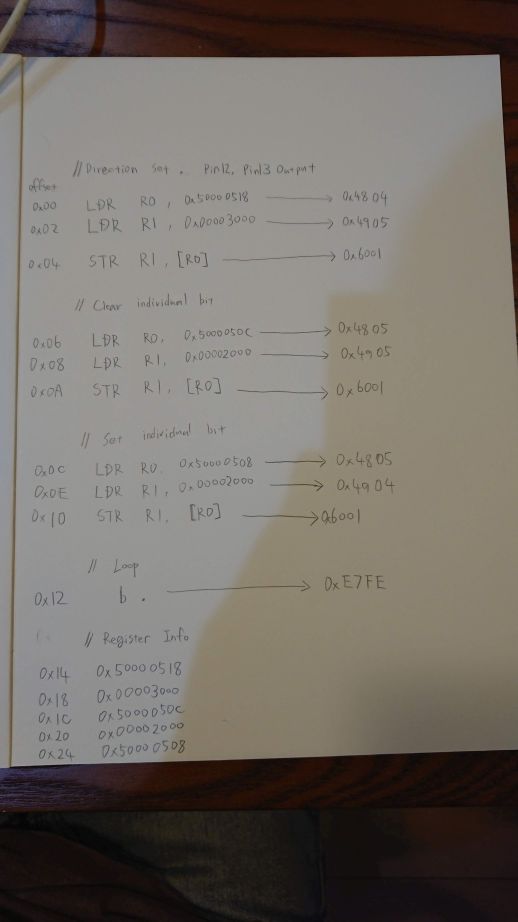 //Direction Set. Pin12, Pin13 Output
offset
0x00 LDR R0, 0x50000518 → 0x4804
0x02 LDR R1, 0x00003000 → 0x4905
0x04 STR R1, [R0] → 0x6001
// Clear individual bit
0x06 LDR R0, 0x5000050C → 0x4805
0x08 LDR R1, 0x00002000 → 0x4905
0x0A STR R1, [R0] → 0x6001
// Set individual bit
0x0C LDR R0, 0x50000508 → 0x4805
0x0E LDR R1, 0x00002000 → 0x4904
0x10 STR R1, [R0] → 0x6001
// Loop
0x12 b . → 0xE7FE
// Register Info
0x14 0x50000518
0x18 0x00003000
0x1C 0x5000050C
0x20 0x00002000
0x24 0x50000508